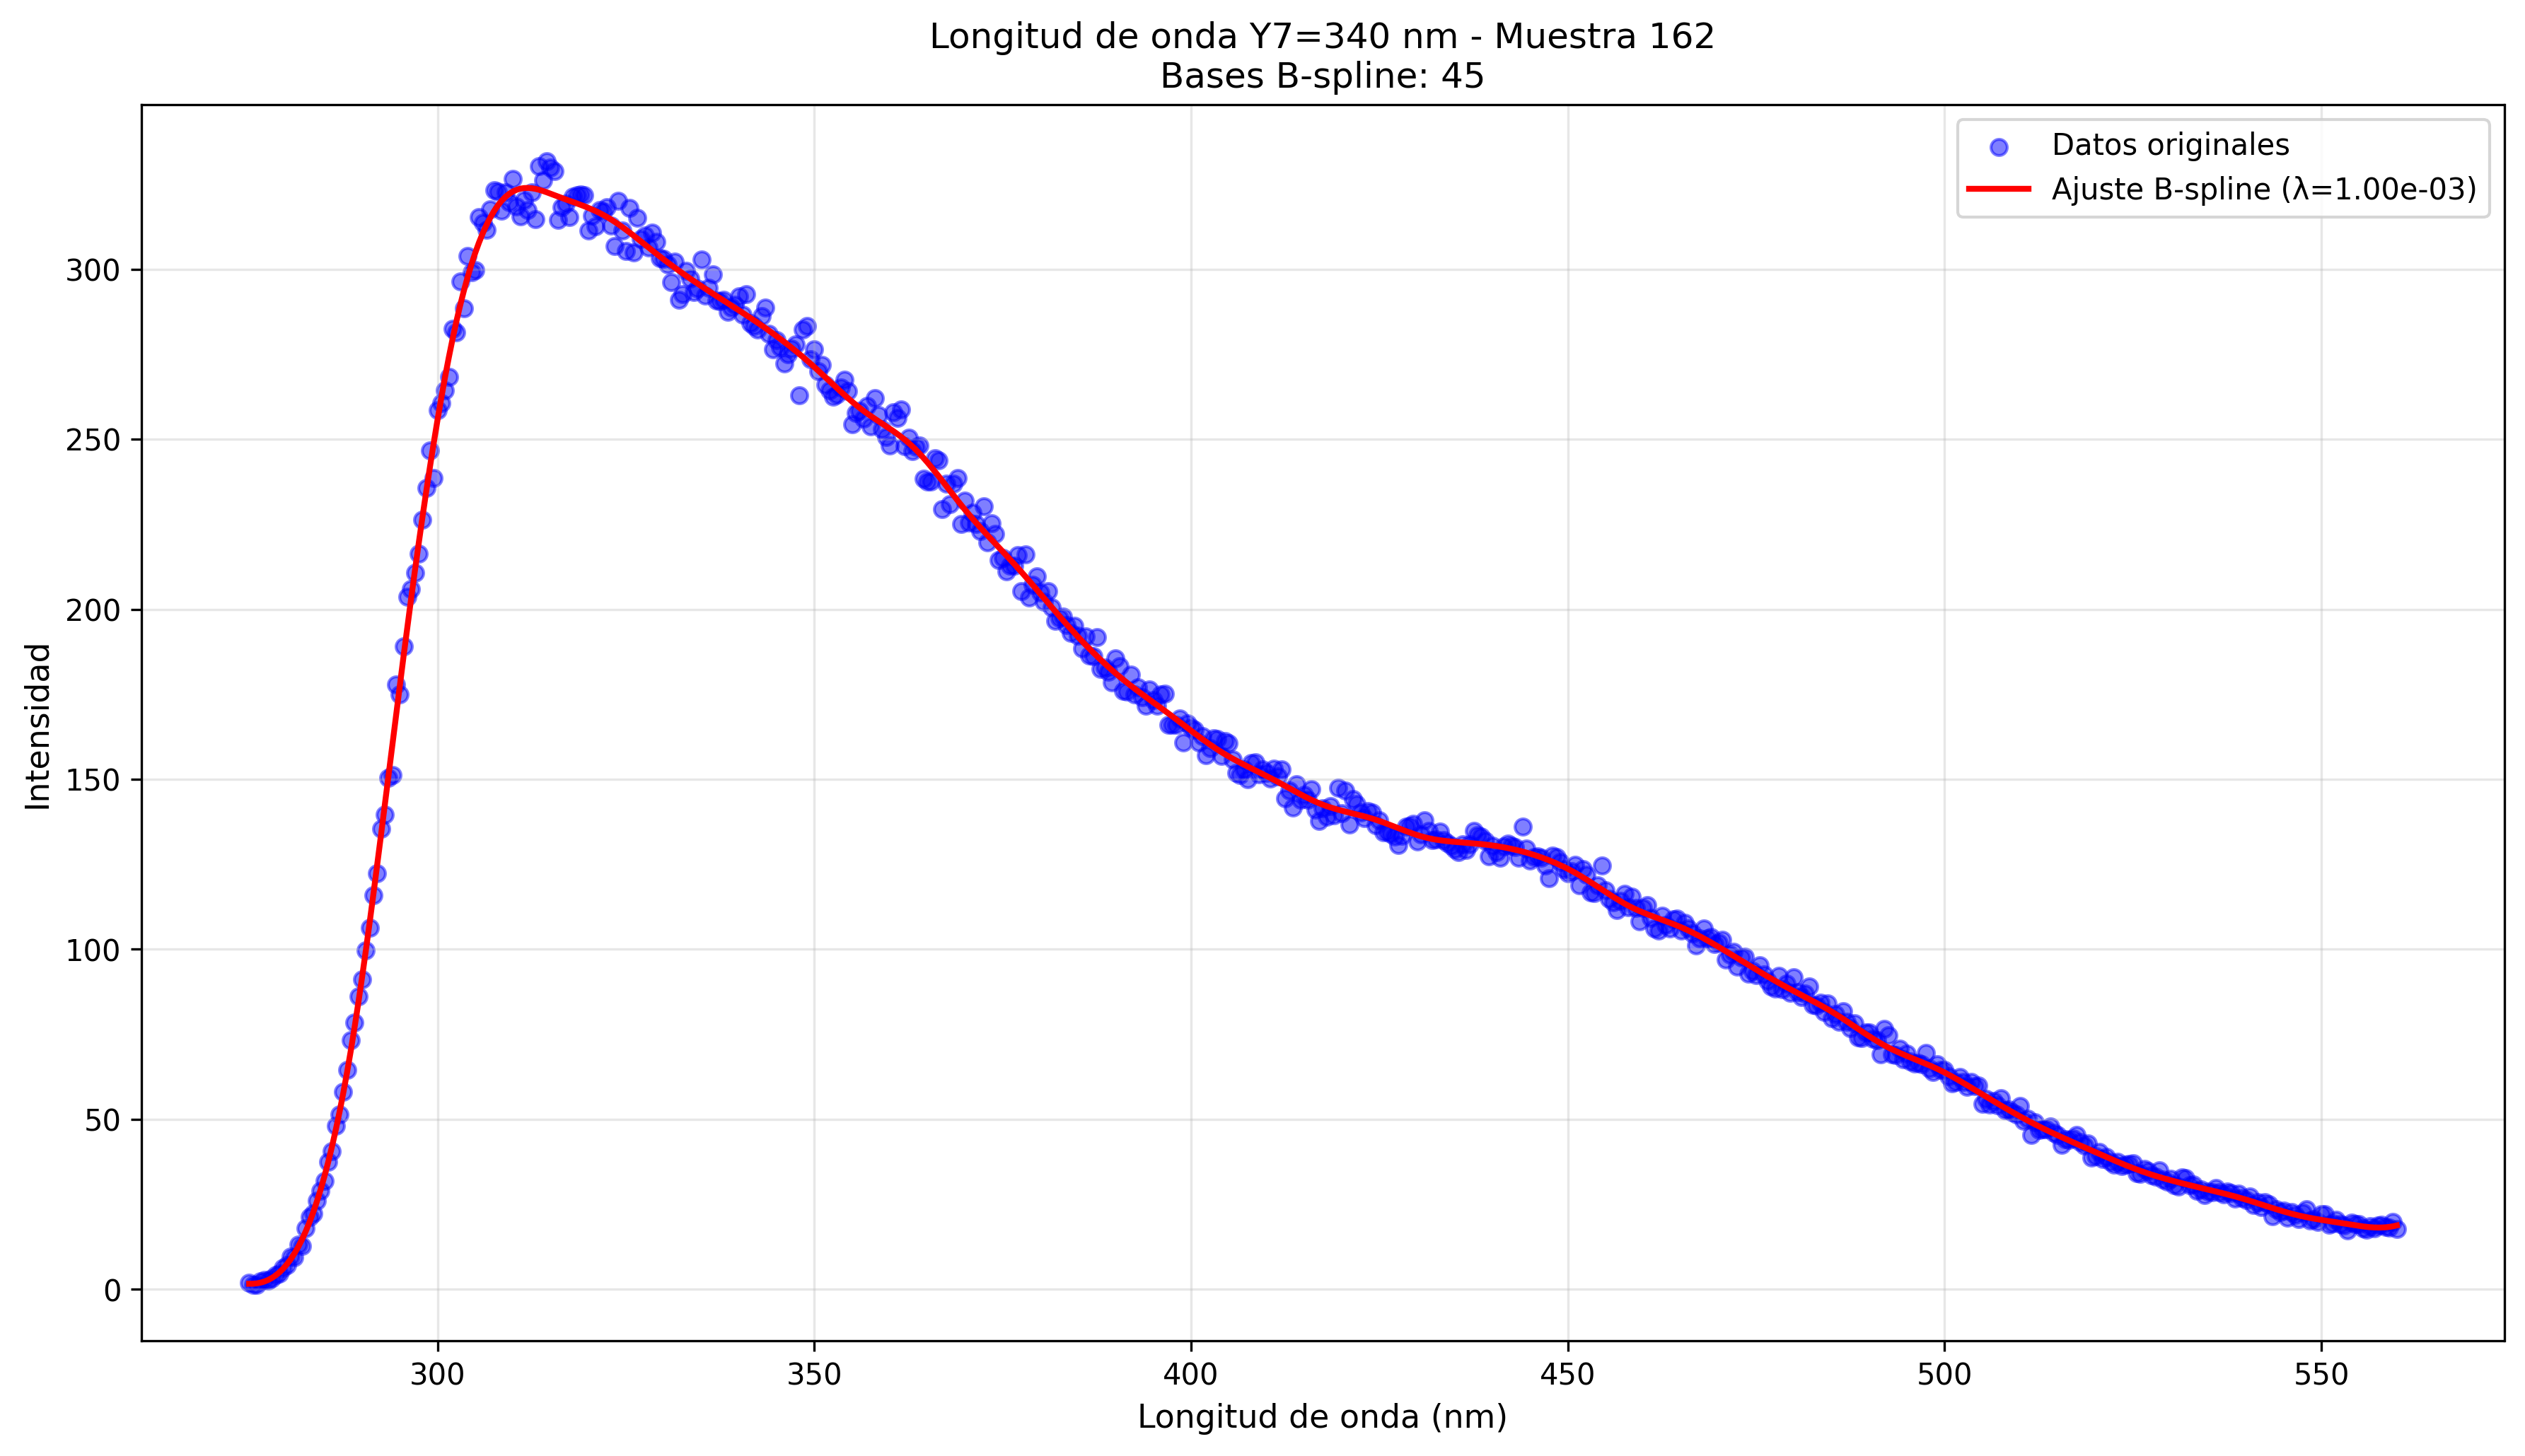 Longitud de onda Y7=340 nm - Muestra 162
Bases B-spline: 45
Datos originales
Ajuste B-spline (λ=1.00e-03)
Intensidad
300
250
200
150
100
50
0
300 350 400 450 500 550
Longitud de onda (nm)